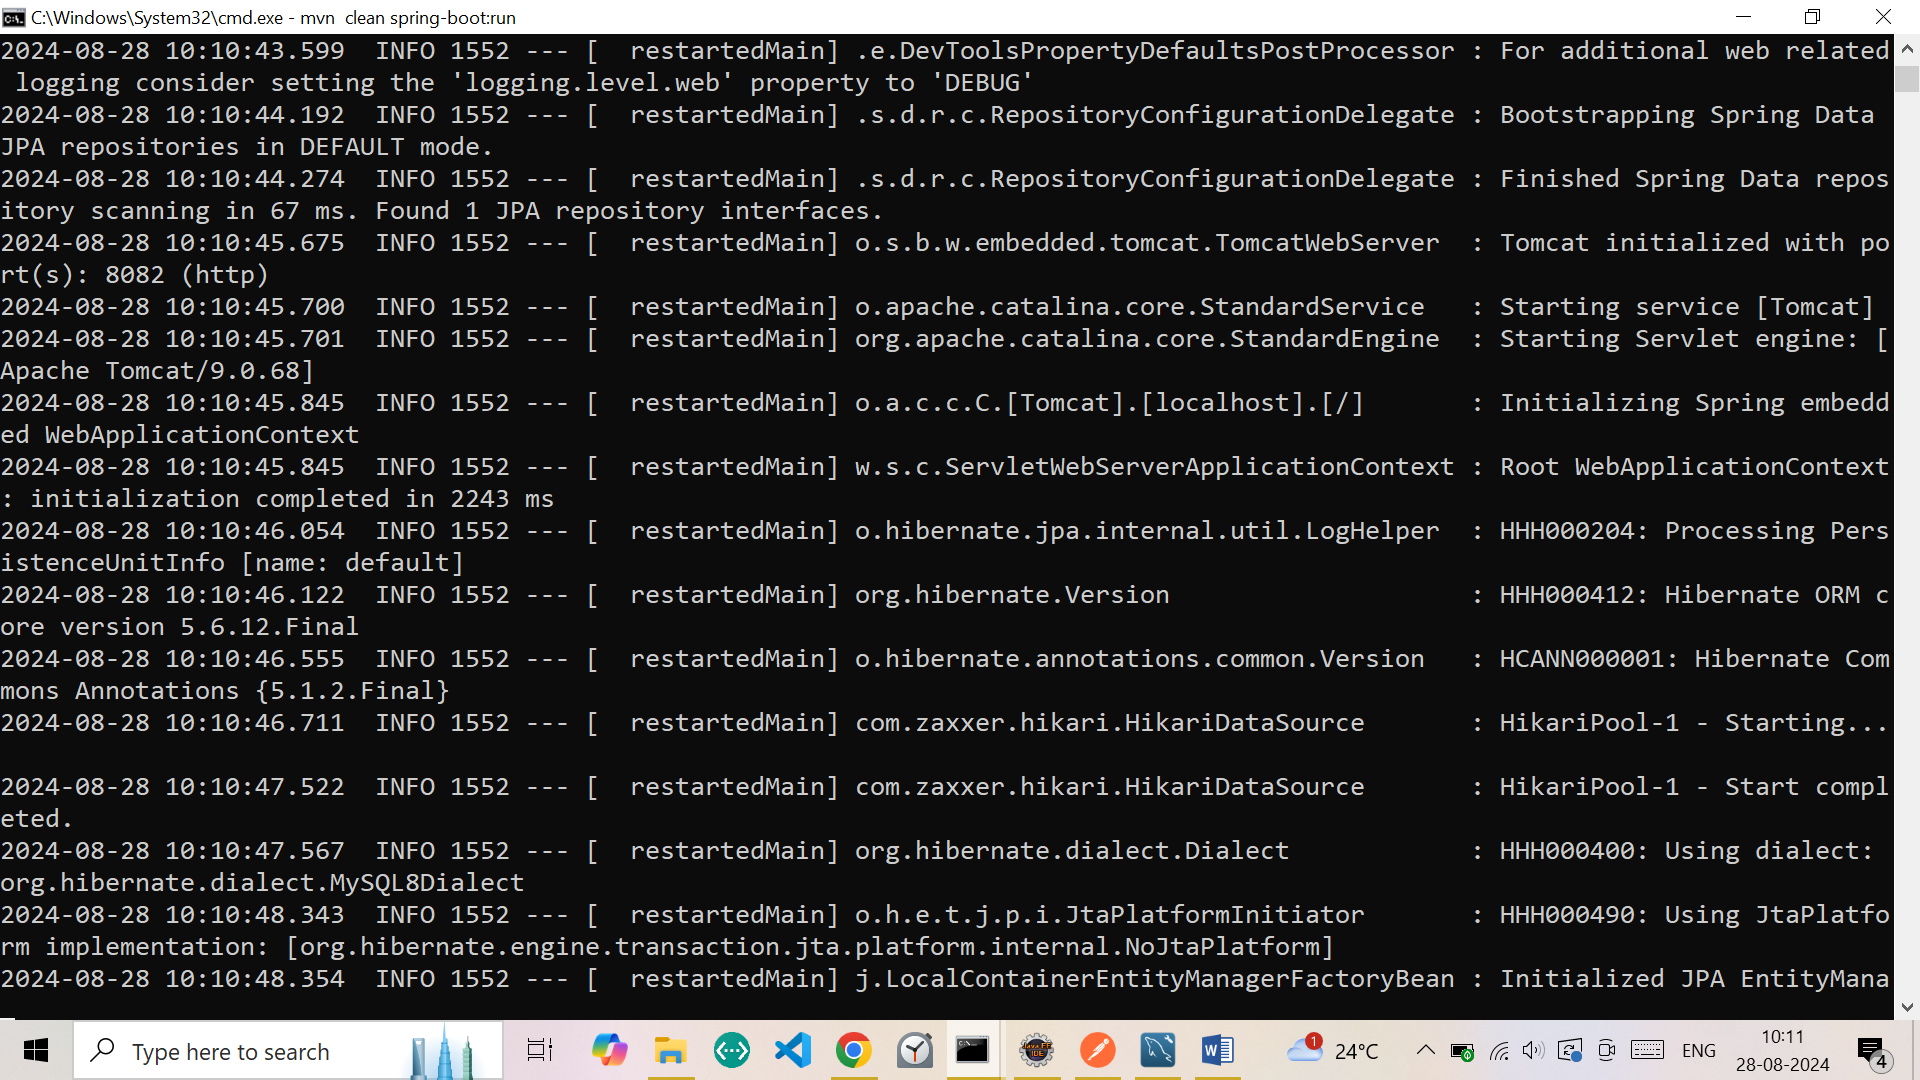 C:\Windows\System32\cmd.exe - mvn  clean spring-boot:run
2024-08-28 10:10:43.599  INFO 1552 --- [  restartedMain] .e.DevToolsPropertyDefaultsPostProcessor : For additional web related
 logging consider setting the 'logging.level.web' property to 'DEBUG'
2024-08-28 10:10:44.192  INFO 1552 --- [  restartedMain] .s.d.r.c.RepositoryConfigurationDelegate : Bootstrapping Spring Data
JPA repositories in DEFAULT mode.
2024-08-28 10:10:44.274  INFO 1552 --- [  restartedMain] .s.d.r.c.RepositoryConfigurationDelegate : Finished Spring Data repos
itory scanning in 67 ms. Found 1 JPA repository interfaces.
2024-08-28 10:10:45.675  INFO 1552 --- [  restartedMain] o.s.b.w.embedded.tomcat.TomcatWebServer  : Tomcat initialized with po
rt(s): 8082 (http)
2024-08-28 10:10:45.700  INFO 1552 --- [  restartedMain] o.apache.catalina.core.StandardService   : Starting service [Tomcat]
2024-08-28 10:10:45.701  INFO 1552 --- [  restartedMain] org.apache.catalina.core.StandardEngine  : Starting Servlet engine: [
Apache Tomcat/9.0.68]
2024-08-28 10:10:45.845  INFO 1552 --- [  restartedMain] o.a.c.c.C.[Tomcat].[localhost].[/]       : Initializing Spring embedd
ed WebApplicationContext
2024-08-28 10:10:45.845  INFO 1552 --- [  restartedMain] w.s.c.ServletWebServerApplicationContext : Root WebApplicationContext
: initialization completed in 2243 ms
2024-08-28 10:10:46.054  INFO 1552 --- [  restartedMain] o.hibernate.jpa.internal.util.LogHelper  : HHH000204: Processing Pers
istenceUnitInfo [name: default]
2024-08-28 10:10:46.122  INFO 1552 --- [  restartedMain] org.hibernate.Version                    : HHH000412: Hibernate ORM c
ore version 5.6.12.Final
2024-08-28 10:10:46.555  INFO 1552 --- [  restartedMain] o.hibernate.annotations.common.Version   : HCANN000001: Hibernate Com
mons Annotations {5.1.2.Final}
2024-08-28 10:10:46.711  INFO 1552 --- [  restartedMain] com.zaxxer.hikari.HikariDataSource       : HikariPool-1 - Starting...
2024-08-28 10:10:47.522  INFO 1552 --- [  restartedMain] com.zaxxer.hikari.HikariDataSource       : HikariPool-1 - Start compl
eted.
2024-08-28 10:10:47.567  INFO 1552 --- [  restartedMain] org.hibernate.dialect.Dialect            : HHH000400: Using dialect:
org.hibernate.dialect.MySQL8Dialect
2024-08-28 10:10:48.343  INFO 1552 --- [  restartedMain] o.h.e.t.j.p.i.JtaPlatformInitiator       : HHH000490: Using JtaPlatfo
rm implementation: [org.hibernate.engine.transaction.jta.platform.internal.NoJtaPlatform]
2024-08-28 10:10:48.354  INFO 1552 --- [  restartedMain] j.LocalContainerEntityManagerFactoryBean : Initialized JPA EntityMana
Type here to search
Java EE
IDE
W
1
24°C
ENG
10:11
28-08-2024
4